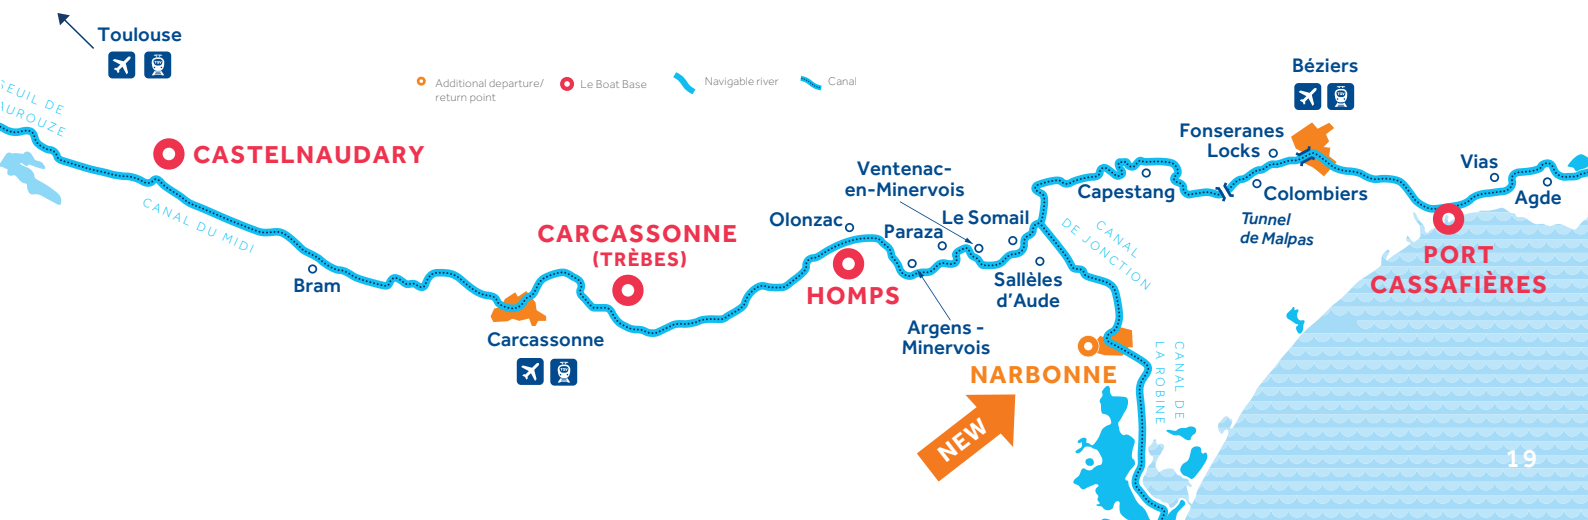 Toulouse
Additional departure/
return point
Le Boat Base
Navigable river
Canal
SEUIL DE
AUROUZE
CASTELNAUDARY
CANAL DU MIDI
Bram
Carcassonne
CARCASSONNE
(TRÈBES)
Olonzac
HOMPS
Ventenac-
en-Minervois
Paraza
Le Somail
Argens -
Minervois
Sallèles
d'Aude
CANAL
DE JONCTION
NARBONNE
NEW
CANAL DE
LA ROBINE
Capestang
Fonseranes
Locks
Béziers
Colombiers
Tunnel
de Malpas
Vias
Agde
PORT
CASSAFIÈRES
19